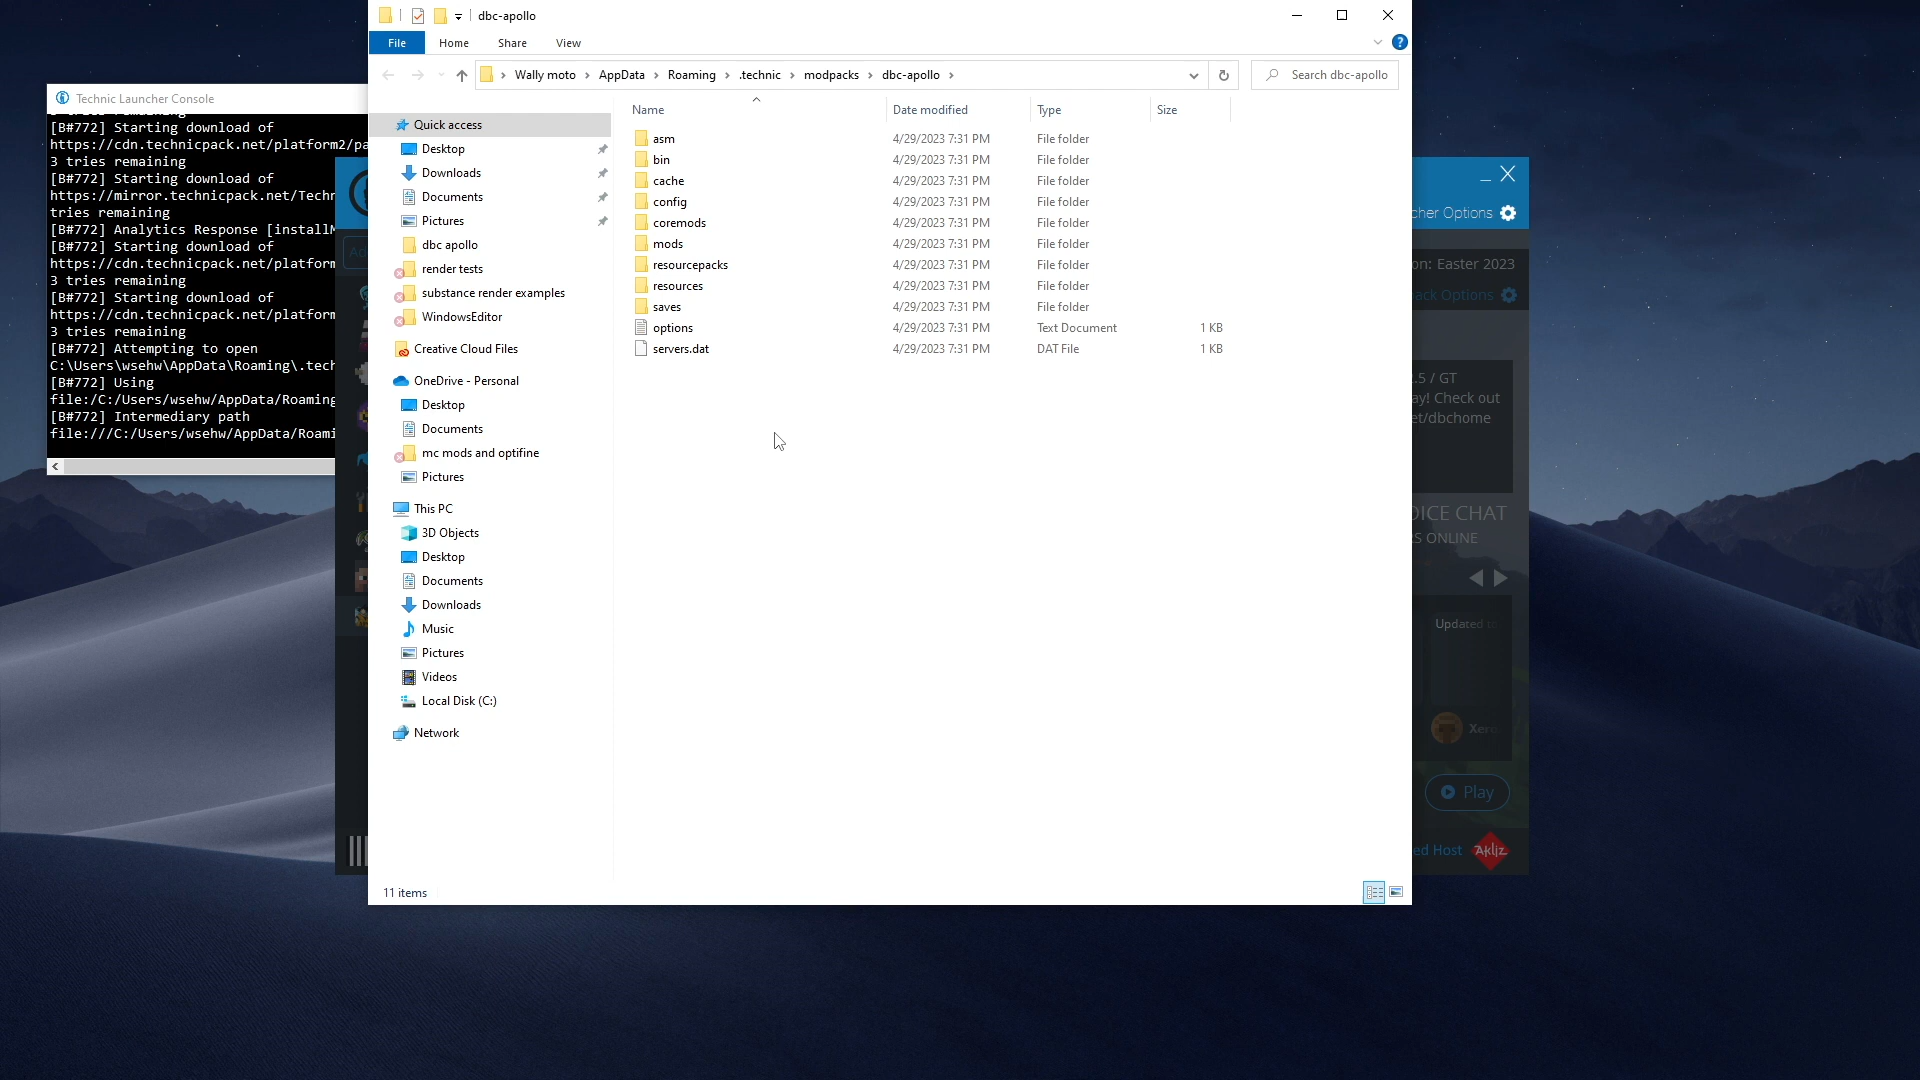 dbc-apollo
File
Home
Share
View
Wally moto
AppData
Roaming
.technic
modpacks
dbc-apollo
Search dbc-apollo
Technic Launcher Console
[B#772] Starting download of
https://cdn.technicpack.net/platform2/pa
3 tries remaining
[B#772] Starting download of
https://mirror.technicpack.net/Techn
tries remaining
[B#772] Analytics Response [installM
[B#772] Starting download of
https://cdn.technicpack.net/platform
3 tries remaining
[B#772] Starting download of
https://cdn.technicpack.net/platform
3 tries remaining
[B#772] Attempting to open
C:\Users\wsehw\AppData\Roaming\.tech
[B#772] Using
file:/C:/Users/wsehw/AppData/Roaming
[B#772] Intermediary path
file:///C:/Users/wsehw/AppData/Roami
Quick access
Desktop
Downloads
Documents
Pictures
dbc apollo
render tests
substance render examples
WindowsEditor
Creative Cloud Files
OneDrive - Personal
Desktop
Documents
mc mods and optifine
Pictures
This PC
3D Objects
Desktop
Documents
Downloads
Music
Pictures
Videos
Local Disk (C:)
Network
11 items
Name Date modified Type Size
asm 4/29/2023 7:31 PM File folder
bin 4/29/2023 7:31 PM File folder
cache 4/29/2023 7:31 PM File folder
config 4/29/2023 7:31 PM File folder
coremods 4/29/2023 7:31 PM File folder
mods 4/29/2023 7:31 PM File folder
resourcepacks 4/29/2023 7:31 PM File folder
resources 4/29/2023 7:31 PM File folder
saves 4/29/2023 7:31 PM File folder
options 4/29/2023 7:31 PM Text Document 1 KB
servers.dat 4/29/2023 7:31 PM DAT File 1 KB
cher Options
on: Easter 2023
ack Options
.5 / GT
ay! Check out
et/dbchome
OICE CHAT
RS ONLINE
Updated to
Xero
Play
ed Host
Akliz